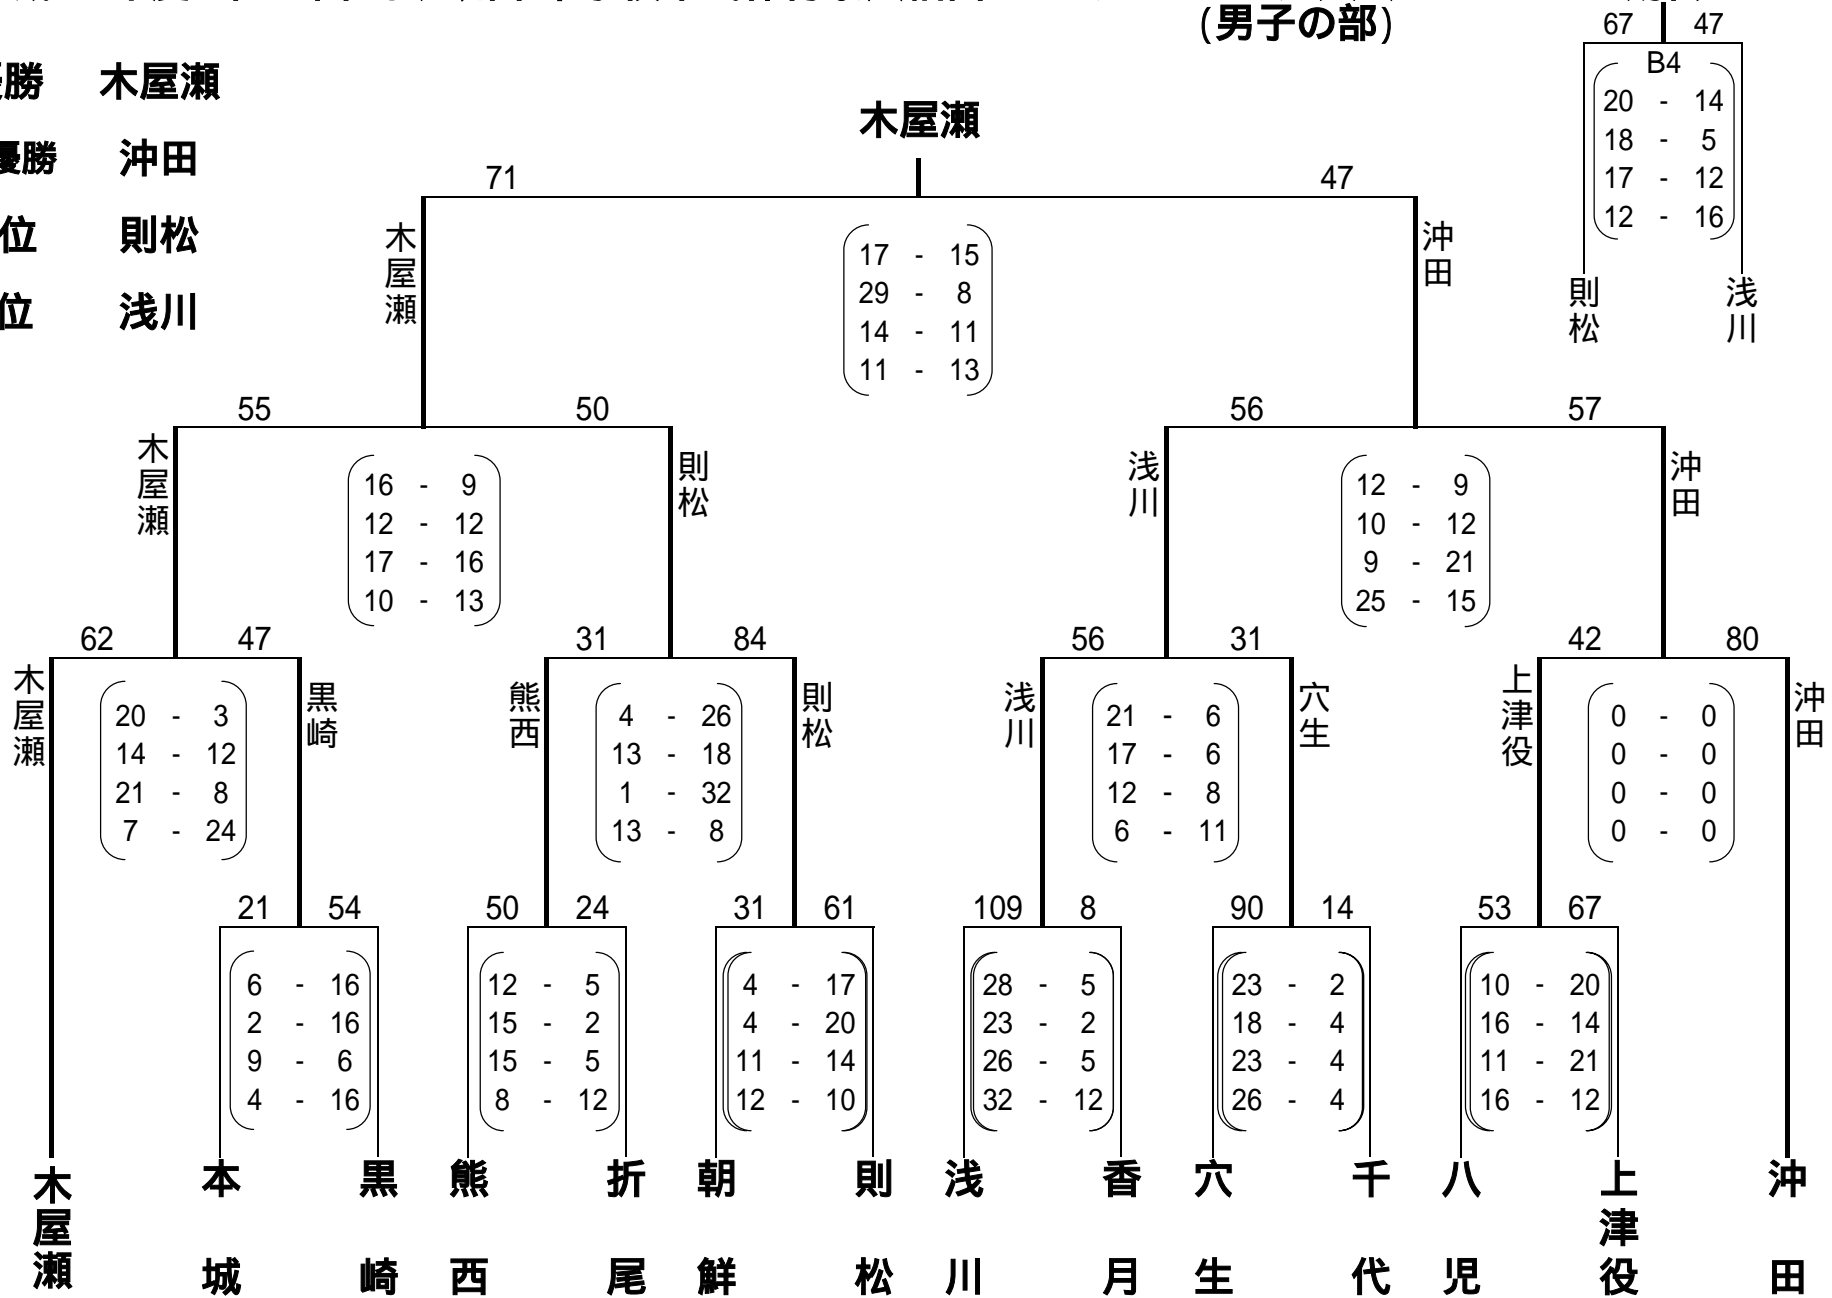 (男子の部)
勝 木屋瀬
優勝 沖田
位 則松
位 浅川
67 47
B4
20 - 14
18 - 5
17 - 12
12 - 16
則松
浅川
木屋瀬
71 47
木屋瀬
沖田
17 - 15
29 - 8
14 - 11
11 - 13
55 50
木屋瀬
則松
16 - 9
12 - 12
17 - 16
10 - 13
56 57
浅川
沖田
12 - 9
10 - 12
9 - 21
25 - 15
62 47
木屋瀬
黒崎
20 - 3
14 - 12
21 - 8
7 - 24
31 84
熊西
則松
4 - 26
13 - 18
1 - 32
13 - 8
56 31
浅川
穴生
21 - 6
17 - 6
12 - 8
6 - 11
42 80
上津役
沖田
0 - 0
0 - 0
0 - 0
0 - 0
21 54
6 - 16
2 - 16
9 - 6
4 - 16
50 24
12 - 5
15 - 2
15 - 5
8 - 12
31 61
4 - 17
4 - 20
11 - 14
12 - 10
109 8
28 - 5
23 - 2
26 - 5
32 - 12
90 14
23 - 2
18 - 4
23 - 4
26 - 4
53 67
10 - 20
16 - 14
11 - 21
16 - 12
木屋瀬
本城
黒崎
熊西
折尾
朝鮮
則松
浅川
香月
穴生
千代
八児
上津役
沖田